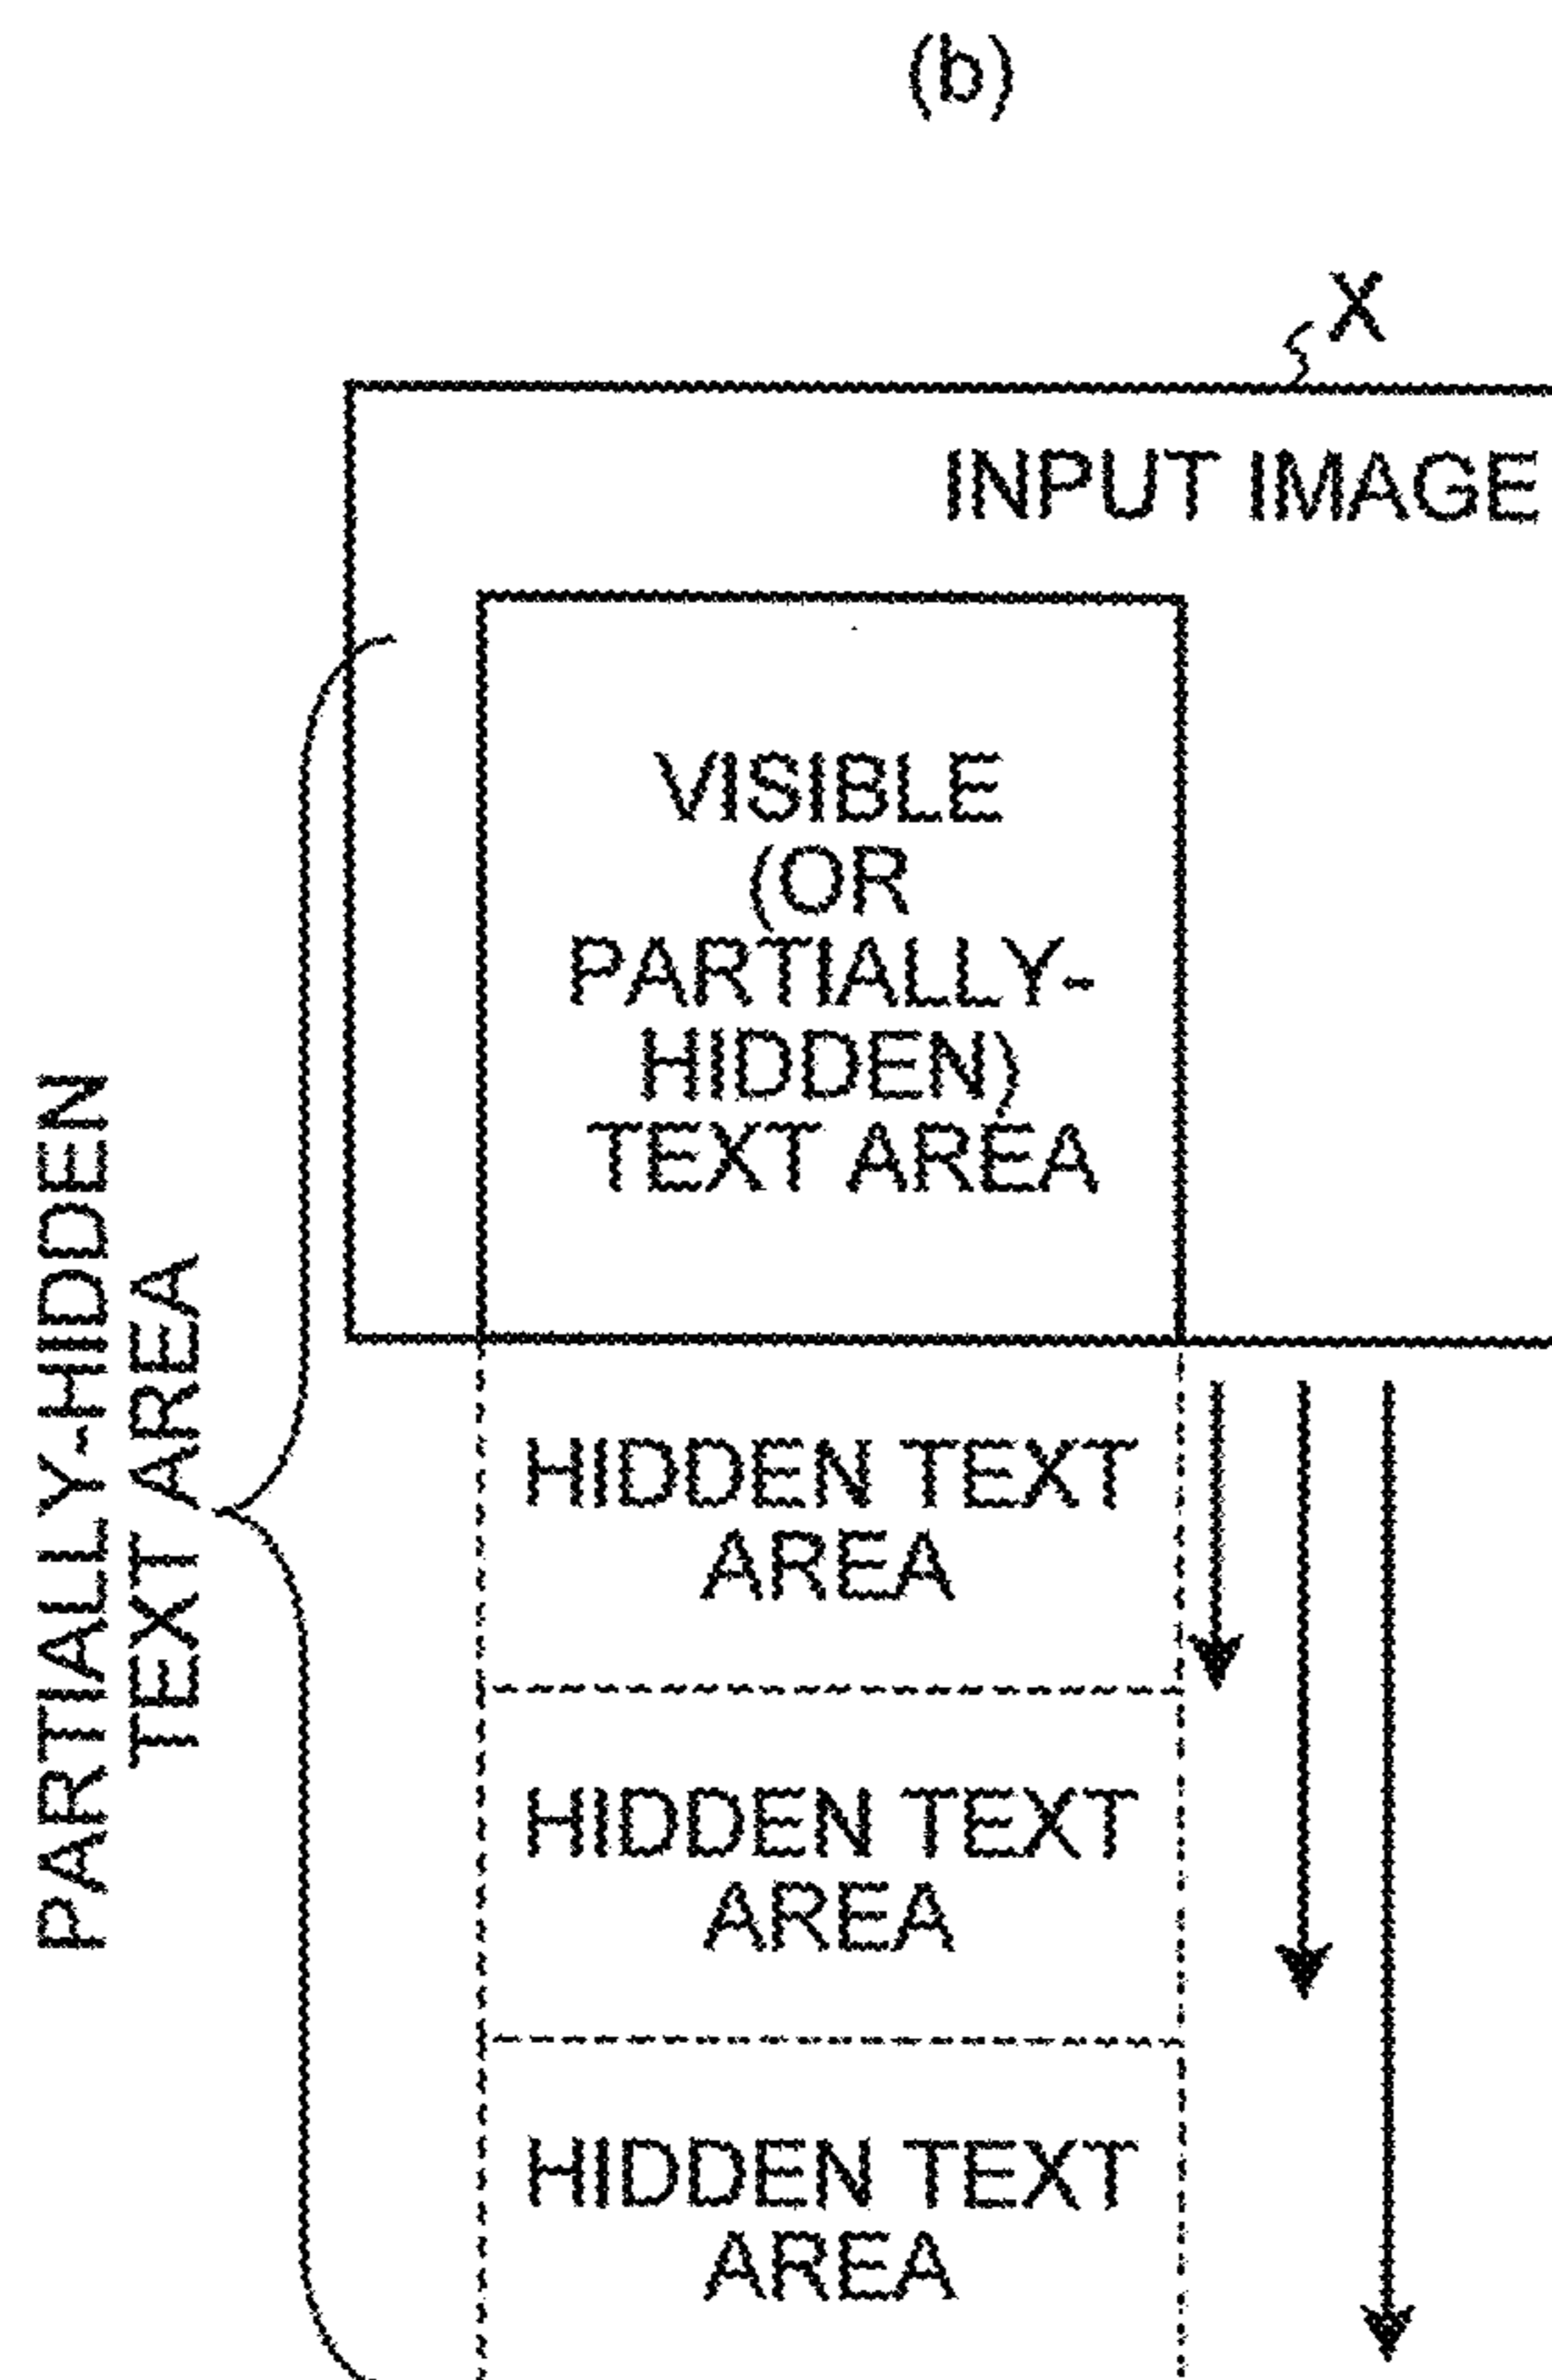 (b)
X
INPUT IMAGE
VISIBLE
(OR
PARTIALLY-
HIDDEN)
TEXT AREA
PARTIALLY-HIDDEN
TEXT AREA
HIDDEN TEXT
AREA
HIDDEN TEXT
AREA
HIDDEN TEXT
AREA